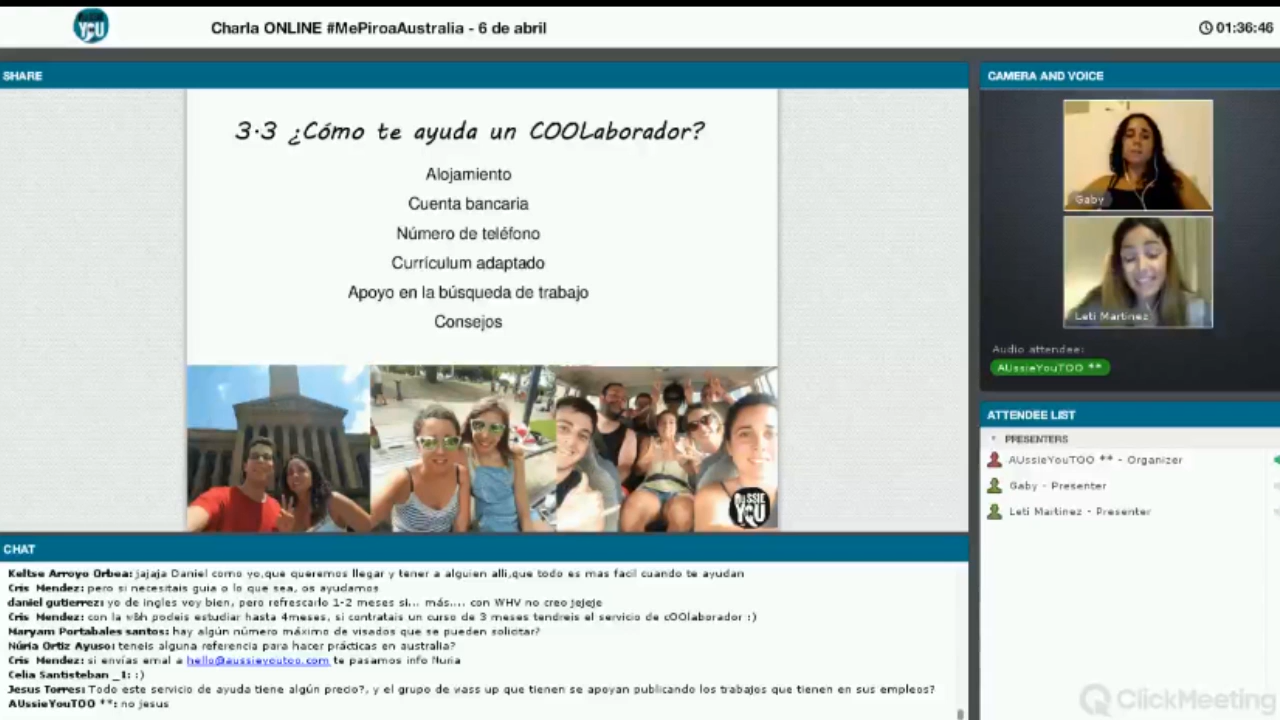 AUSSIE
YOU
Charla ONLINE #MePiroaAustralia - 6 de abril
01:36:46
SHARE
3.3 ¿Cómo te ayuda un COOLaborador?
Alojamiento
Cuenta bancaria
Número de teléfono
Currículum adaptado
Apoyo en la búsqueda de trabajo
Consejos
AUSSIE
YOU
CAMERA AND VOICE
Gaby
Leti Martinez
Audio attendee:
AUssieYouTOO **
ATTENDEE LIST
PRESENTERS
AUssieYouTOO ** - Organizer
Gaby - Presenter
Leti Martinez - Presenter
CHAT
Keltse Arroyo Orbea: jajaja Daniel como yo,que queremos llegar y tener a alguien alli,que todo es mas facil cuando te ayudan
Cris Mendez: pero si necesitais guia o lo que sea, os ayudamos
daniel gutierrez: yo de ingles voy bien, pero refrescarlo 1-2 meses si... más.... con WHV no creo jejeje
Cris Mendez: con la wbh podeis estudiar hasta 4meses, si contratais un curso de 3 meses tendreis el servicio de cOOlaborador :)
Maryam Portabales santos: hay algún número máximo de visados que se pueden solicitar?
Núria Ortiz Ayuso: teneis alguna referencia para hacer prácticas en australia?
Cris Mendez: si envías emal a hello@aussieyoutoo.com te pasamos info Nuria
Celia Santisteban _1: :)
Jesus Torres: Todo este servicio de ayuda tiene algún precio?, y el grupo de wass up que tienen se apoyan publicando los trabajos que tienen en sus empleos?
AUssieYouTOO **: no jesus
ClickMeeting